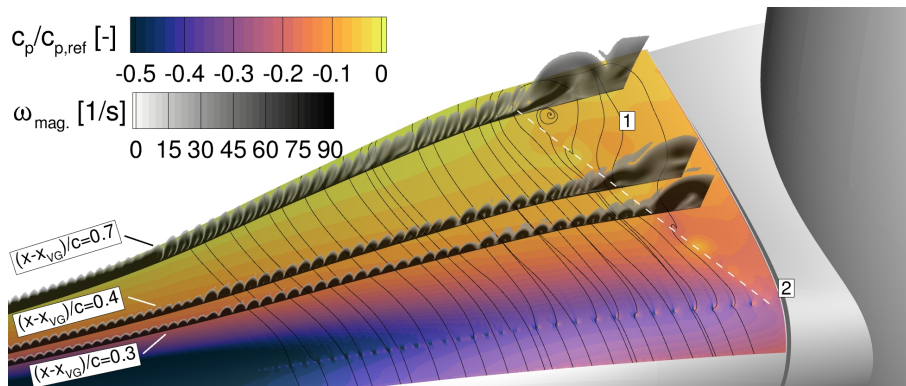 c_p/c_p,ref [-]
-0.5 -0.4 -0.3 -0.2 -0.1 0
ω_mag. [1/s]
0 15 30 45 60 75 90
1
(x-x_VG)/c=0.7
2
(x-x_VG)/c=0.4
(x-x_VG)/c=0.3